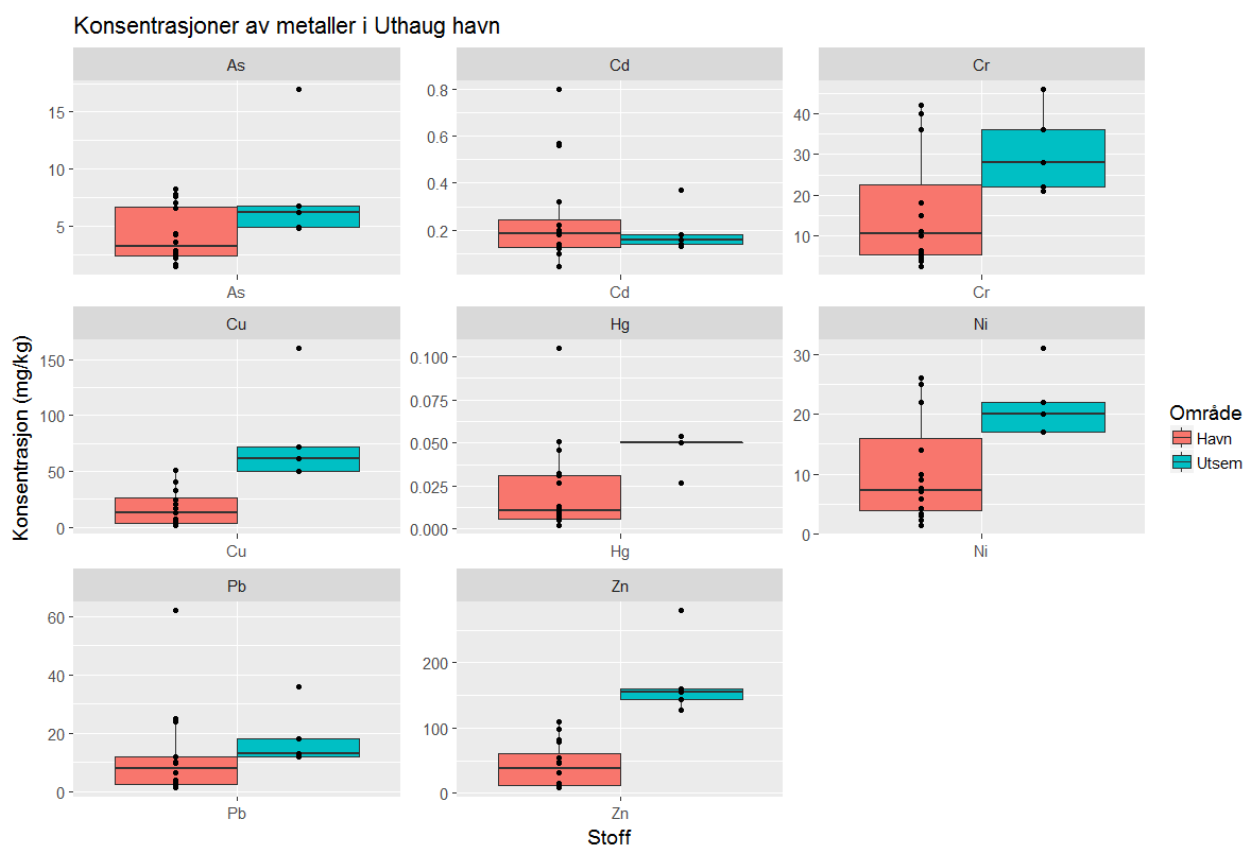 Konsentrasjoner av metaller i Uthaug havn
As
Cd
Cr
15
10
5
0.8
0.6
0.4
0.2
40
30
20
10
As
Cd
Cr
Cu
Hg
Ni
150
100
50
0
0.100
0.075
0.050
0.025
0.000
30
20
10
0
Cu
Hg
Ni
Pb
Zn
60
40
20
0
200
100
0
Pb
Zn
Konsentrasjon (mg/kg)
Stoff
Område
Havn
Utsem